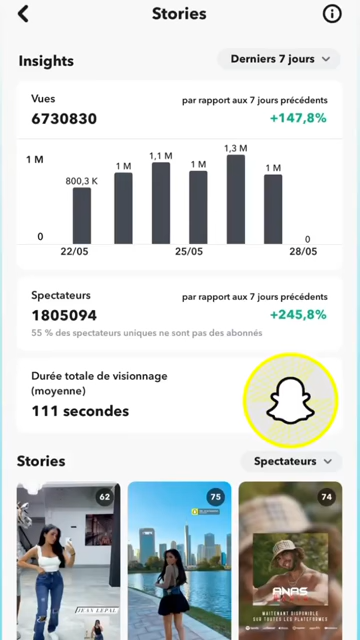 Stories
Insights
Derniers 7 jours
Vues
par rapport aux 7 jours précédents
6730830
+147,8%
1 M
800,3 K
1 M
1,1 M
1 M
1,3 M
1 M
0
0
22/05
25/05
28/05
Spectateurs
par rapport aux 7 jours précédents
1805094
+245,8%
55 % des spectateurs uniques ne sont pas des abonnés
Durée totale de visionnage
(moyenne)
111 secondes
Stories
Spectateurs
62
75
74
ANAS
MAINTENANT DISPONIBLE
SUR TOUTES LES PLATEFORMES
JEAN LEPAL